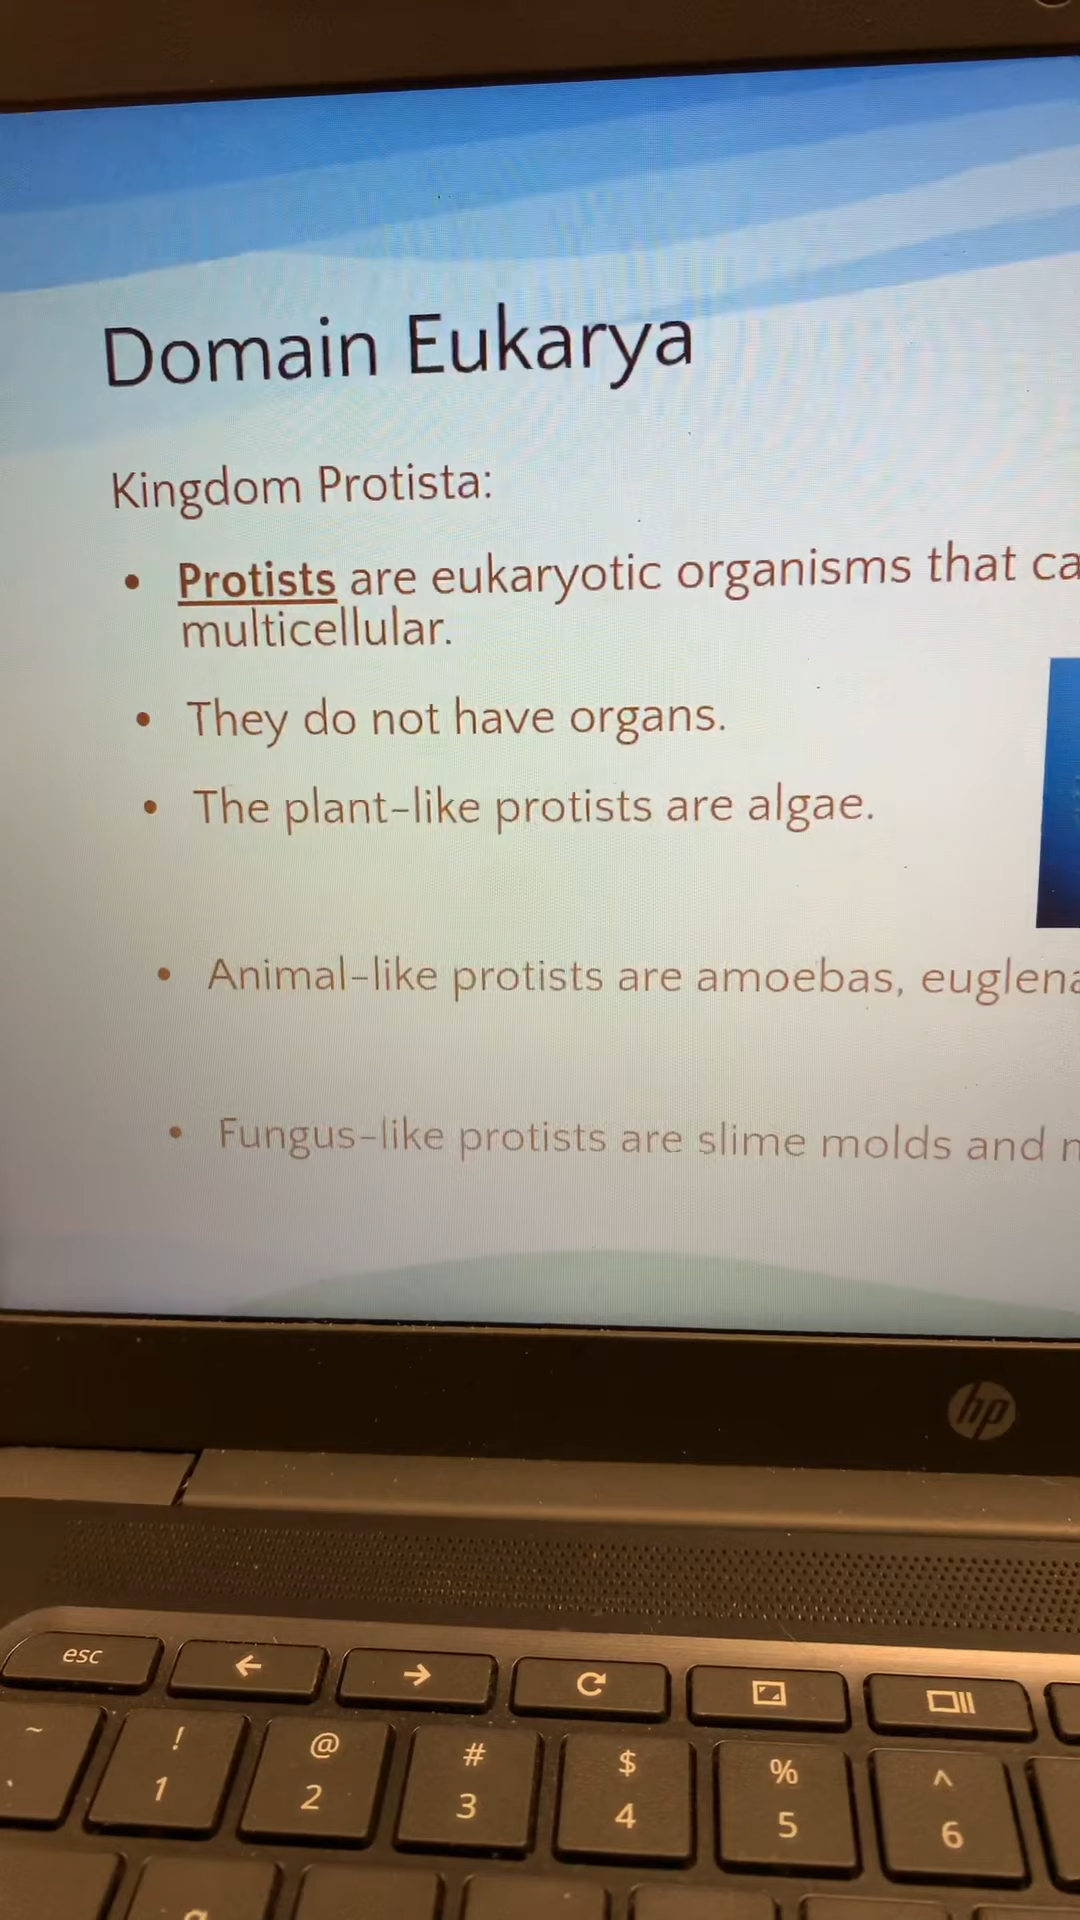 Domain Eukarya
Kingdom Protista:
• Protists are eukaryotic organisms that ca
multicellular.
• They do not have organs.
• The plant-like protists are algae.
• Animal-like protists are amoebas, euglena
• Fungus-like protists are slime molds and
hp
esc ← →
~ ! @ # $ % ^
` 1 2 3 4 5 6